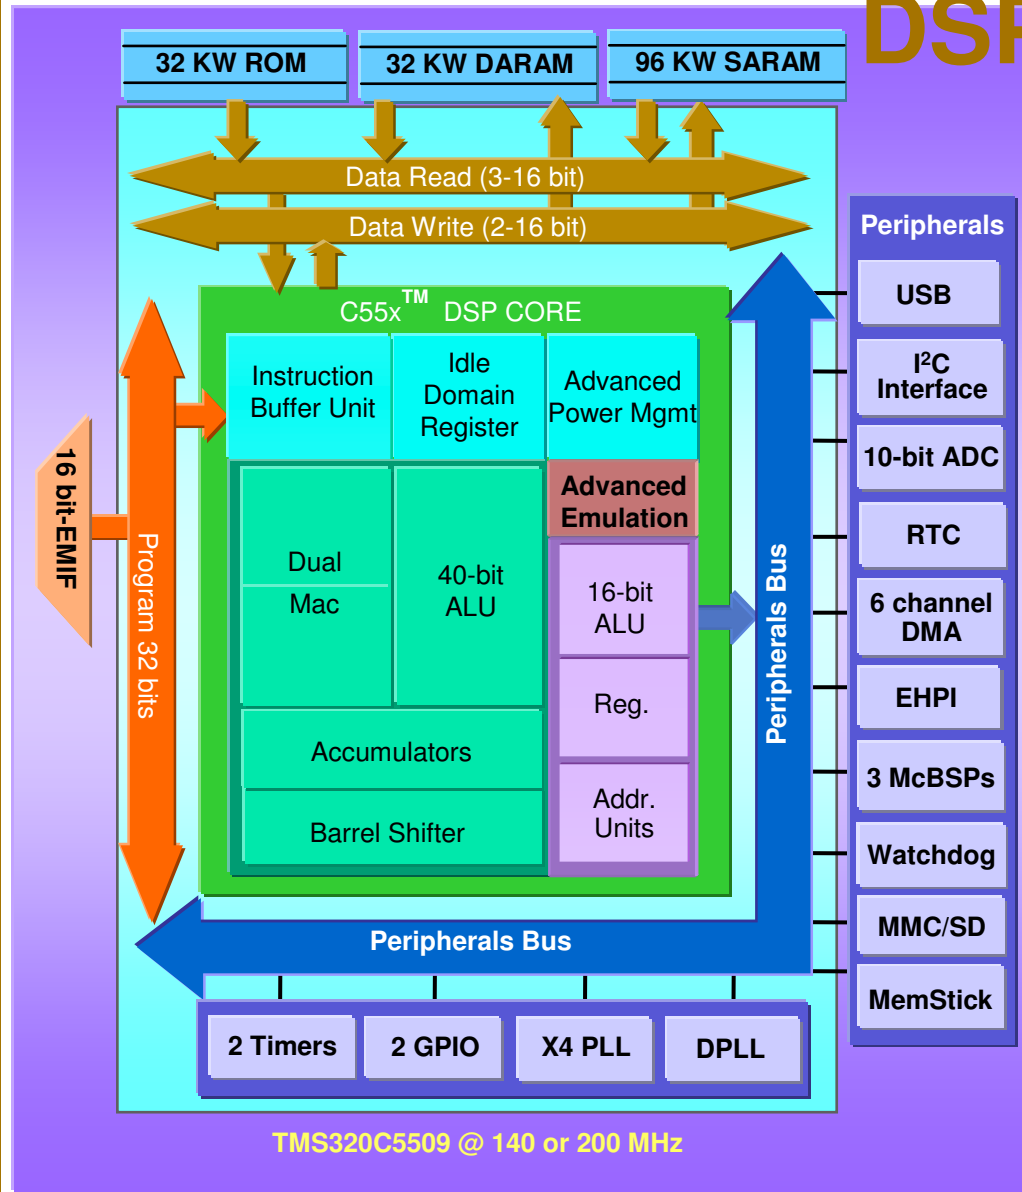 DSP
32 KW ROM
32 KW DARAM
96 KW SARAM
Data Read (3-16 bit)
Data Write (2-16 bit)
C55x™ DSP CORE
Instruction
Buffer Unit
Idle
Domain
Register
Advanced
Power Mgmt
Advanced
Emulation
Dual
Mac
40-bit
ALU
16-bit
ALU
Reg.
Accumulators
Addr.
Units
Barrel Shifter
16 bit-EMIF
Program 32 bits
Peripherals Bus
Peripherals Bus
Peripherals
USB
I²C
Interface
10-bit ADC
RTC
6 channel
DMA
EHPI
3 McBSPs
Watchdog
MMC/SD
MemStick
2 Timers
2 GPIO
X4 PLL
DPLL
TMS320C5509 @ 140 or 200 MHz